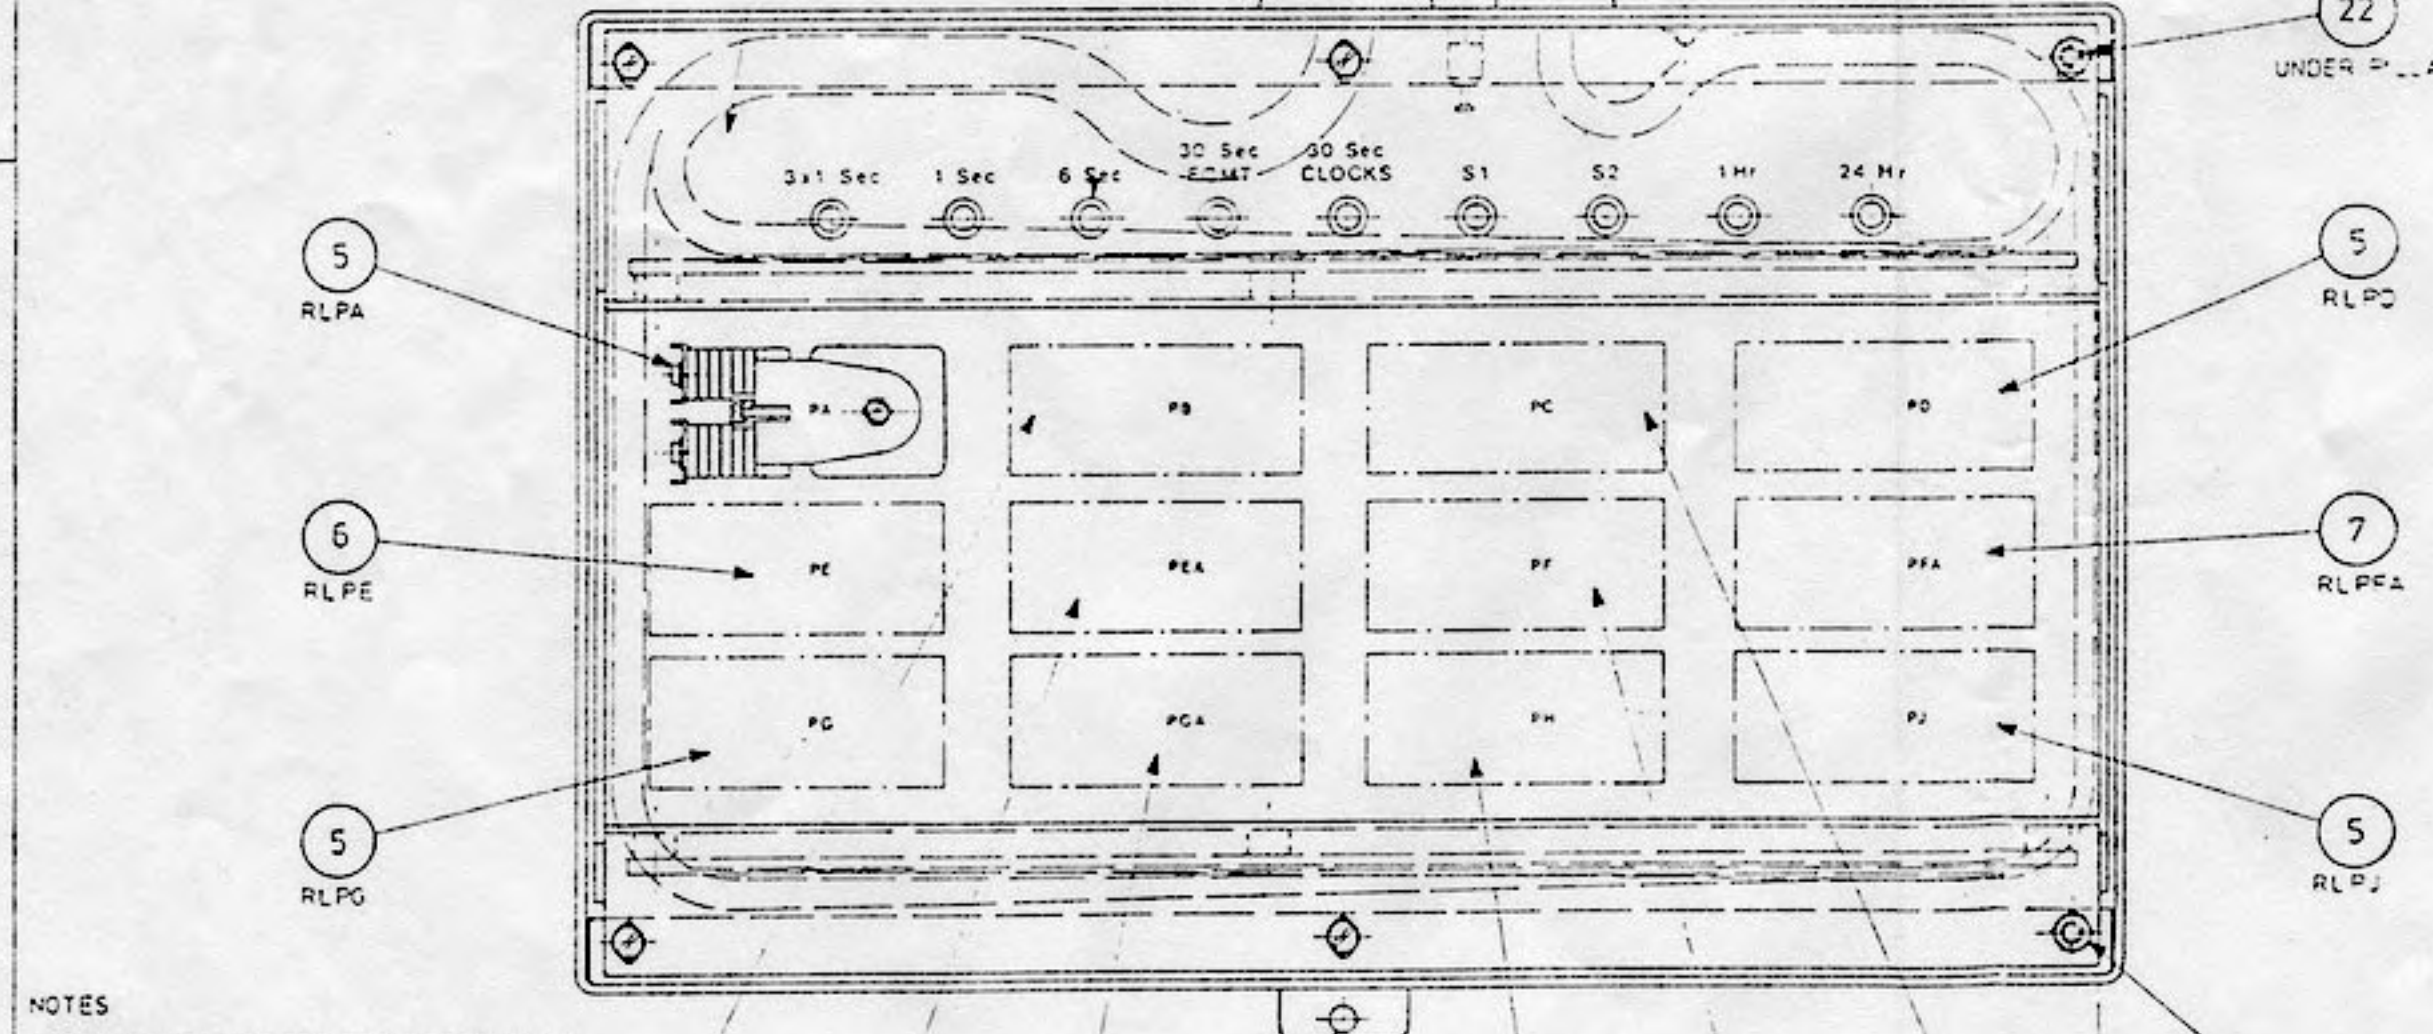 22
3x1 Sec
1 Sec
6 Sec
30 Sec
30 Sec
CLOCKS
S1
S2
1 Hr
24 Hr
5
RLPA
5
RLPD
PA
PB
PC
PD
6
RLPE
7
RLPFA
PE
PEA
PF
PFA
5
RLPG
5
RLPJ
PG
PGA
PH
PJ
NOTES